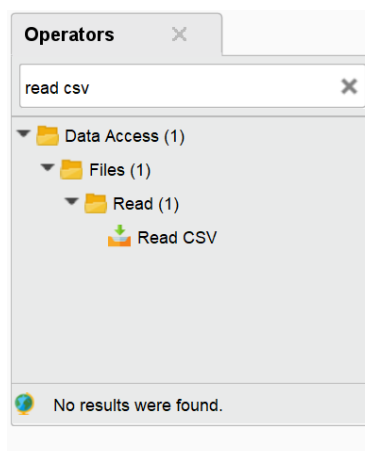 Operators
read csv
Data Access (1)
Files (1)
Read (1)
Read CSV
No results were found.